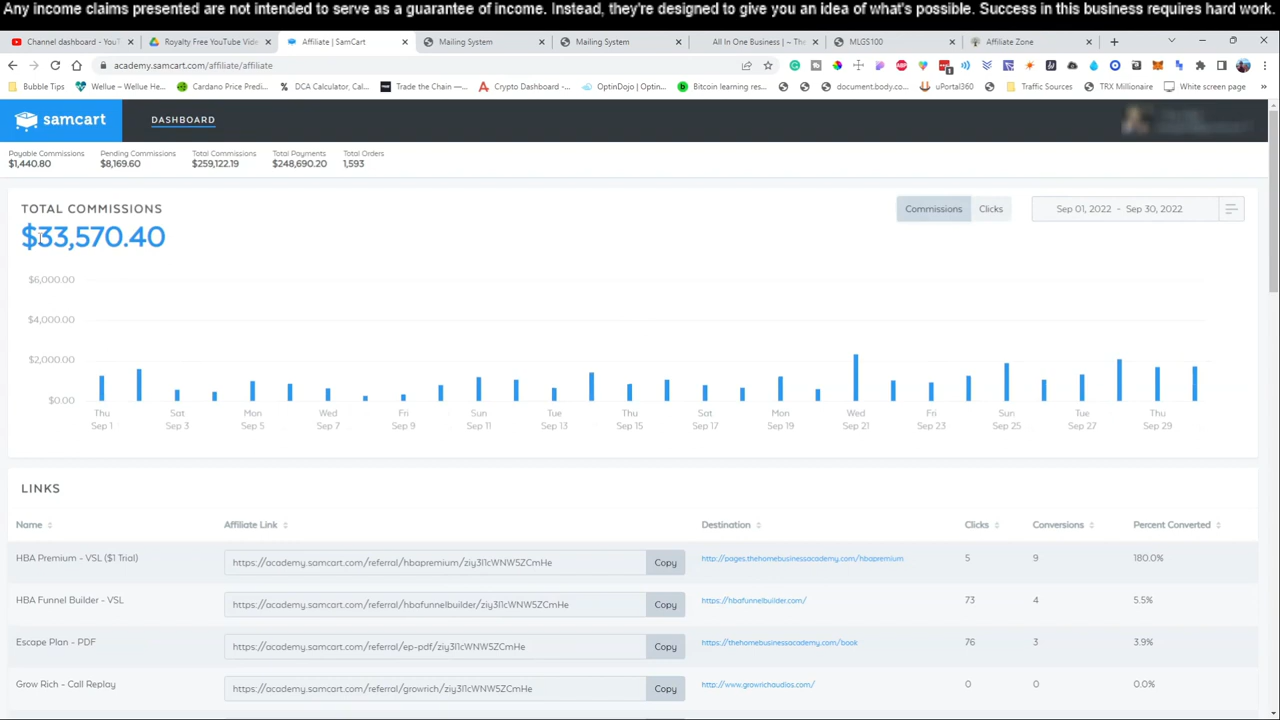 Any income claims presented are not intended to serve as a guarantee of income. Instead, they're designed to give you an idea of what's possible. Success in this business requires hard work.
Channel dashboard - YouT
Royalty Free YouTube Vide
Affiliate | SamCart
Mailing System
Mailing System
All In One Business | – The
MLGS100
Affiliate Zone
academy.samcart.com/affiliate/affiliate
Bubble Tips
Wellue – Wellue He...
Cardano Price Predi...
DCA Calculator, Cal...
Trade the Chain –...
Crypto Dashboard -...
OptinDojo | Optin...
Bitcoin learning res...
document.body.co...
uPortal360
Traffic Sources
TRX Millionaire
White screen page
samcart
DASHBOARD
Payable Commissions
$1,440.80
Pending Commissions
$8,169.60
Total Commissions
$259,122.19
Total Payments
$248,690.20
Total Orders
1,593
TOTAL COMMISSIONS
$33,570.40
Commissions
Clicks
Sep 01, 2022 - Sep 30, 2022
$6,000.00
$4,000.00
$2,000.00
$0.00
Thu
Sep 1
Sat
Sep 3
Mon
Sep 5
Wed
Sep 7
Fri
Sep 9
Sun
Sep 11
Tue
Sep 13
Thu
Sep 15
Sat
Sep 17
Mon
Sep 19
Wed
Sep 21
Fri
Sep 23
Sun
Sep 25
Tue
Sep 27
Thu
Sep 29
LINKS
Name Affiliate Link Destination Clicks Conversions Percent Converted
HBA Premium - VSL ($1 Trial) https://academy.samcart.com/referral/hbapremium/ziy3l1cWNW5ZCmHe Copy http://pages.thehomebusinessacademy.com/hbapremium 5 9 180.0%
HBA Funnel Builder - VSL https://academy.samcart.com/referral/hbafunnelbuilder/ziy3l1cWNW5ZCmHe Copy https://hbafunnelbuilder.com/ 73 4 5.5%
Escape Plan - PDF https://academy.samcart.com/referral/ep-pdf/ziy3l1cWNW5ZCmHe Copy https://thehomebusinessacademy.com/book 76 3 3.9%
Grow Rich - Call Replay https://academy.samcart.com/referral/growrich/ziy3l1cWNW5ZCmHe Copy http://www.growrichaudios.com/ 0 0 0.0%